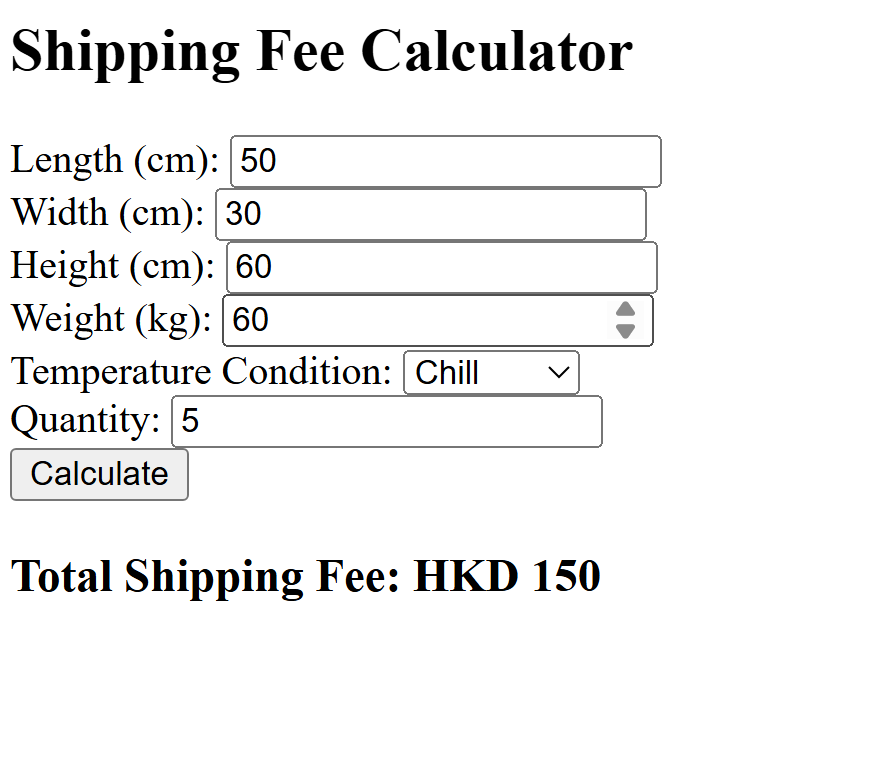 Shipping Fee Calculator
Length (cm): 50
Width (cm): 30
Height (cm): 60
Weight (kg): 60
Temperature Condition: Chill
Quantity: 5
Calculate
Total Shipping Fee: HKD 150